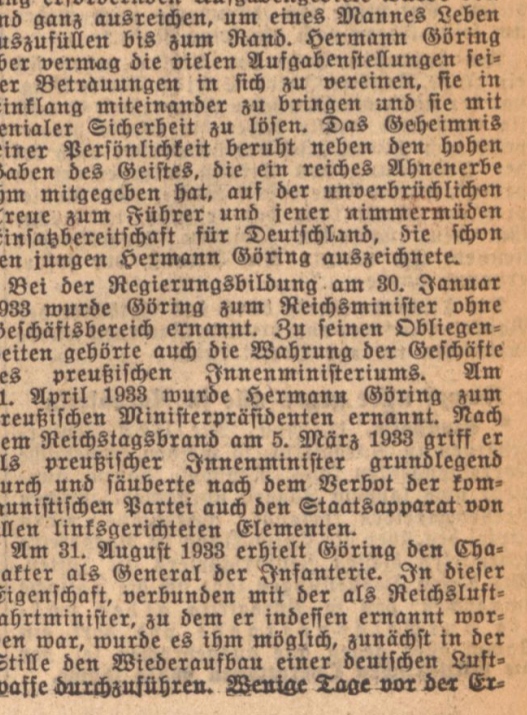 nd ganz ausreichen, um eines Mannes Leben
uszufüllen bis zum Rand. Hermann Göring
ber vermag die vielen Aufgabenstellungen sei-
er Betrauungen in sich zu vereinen, sie in
inklang miteinander zu bringen und sie mit
enialer Sicherheit zu lösen. Das Geheimnis
einer Persönlichkeit beruht neben den hohen
aben des Geistes, die ein reiches Ahnenerbe
hm mitgegeben hat, auf der unverbrüchlichen
reue zum Führer und jener nimmermüden
insatzbereitschaft für Deutschland, die schon
en jungen Hermann Göring auszeichnete.
Bei der Regierungsbildung am 30. Januar
933 wurde Göring zum Reichsminister ohne
Geschäftsbereich ernannt. Zu seinen Obliegen-
eiten gehörte auch die Wahrung der Geschäfte
es preußischen Innenministeriums. Am
1. April 1933 wurde Hermann Göring zum
reußischen Ministerpräsidenten ernannt. Nach
em Reichstagsbrand am 5. März 1933 griff er
ls preußischer Innenminister grundlegend
urch und säuberte nach dem Verbot der kom-
unistischen Partei auch den Staatsapparat von
llen linksgerichteten Elementen.
Am 31. August 1933 erhielt Göring den Cha-
akter als General der Infanterie. In dieser
Eigenschaft, verbunden mit der als Reichsluft-
ahrtminister, zu dem er indessen ernannt wor-
en war, wurde es ihm möglich, zunächst in der
Stille den Wiederaufbau einer deutschen Luft-
waffe durchzuführen. Wenige Tage vor der Er-